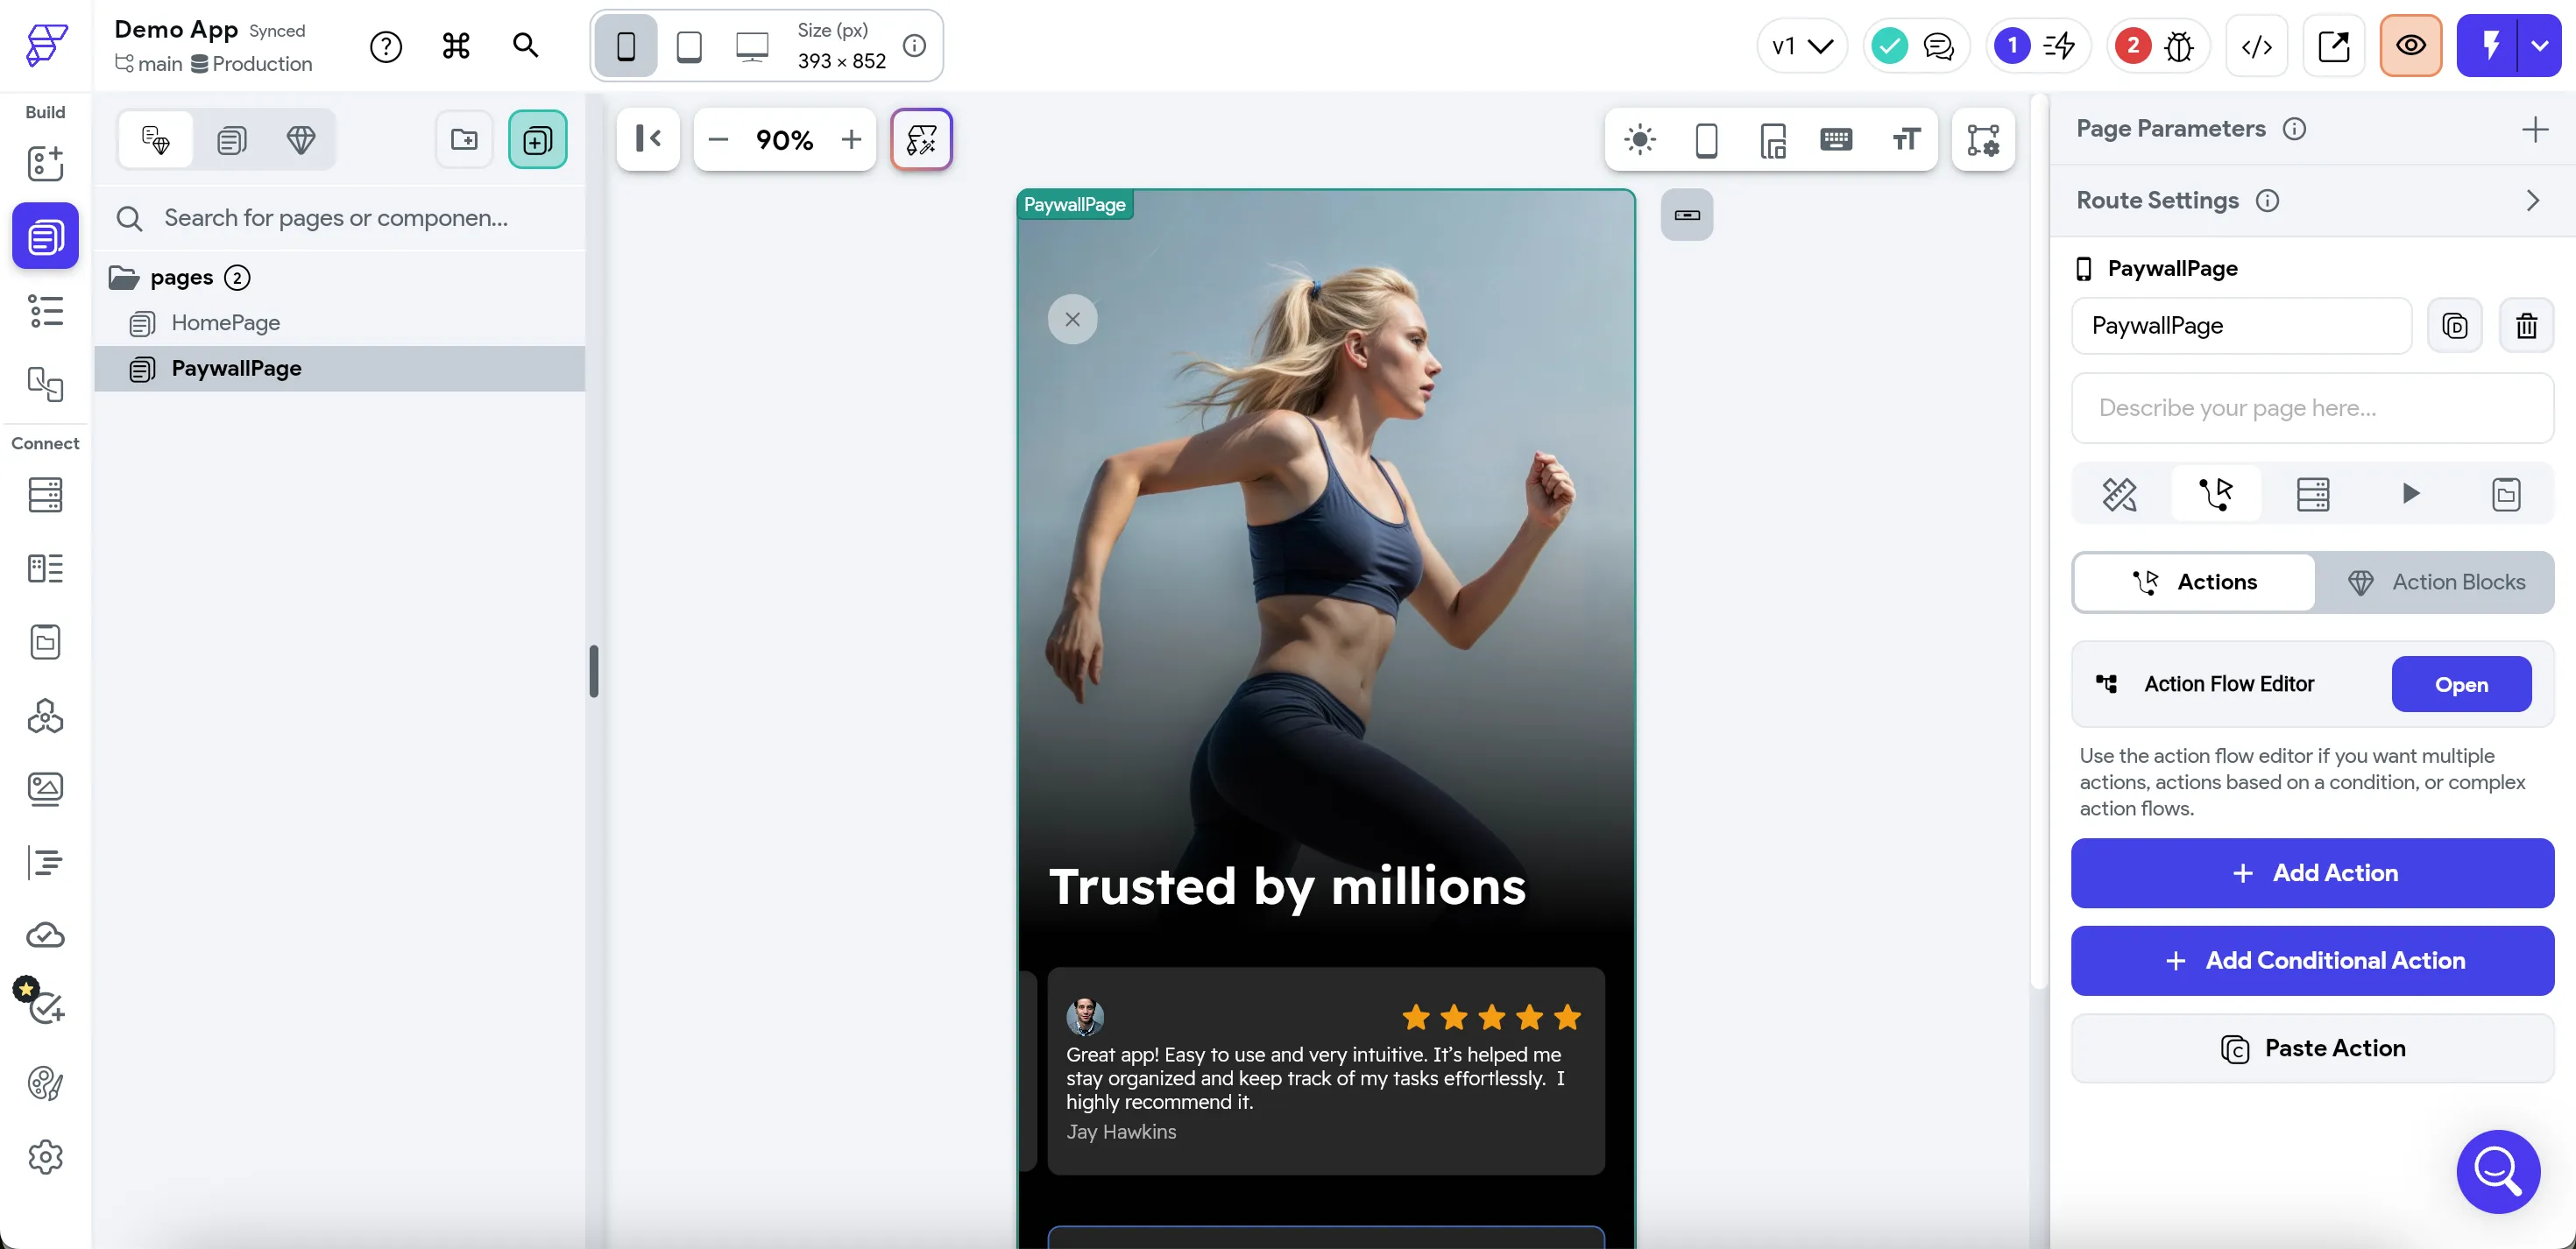 Demo App Synced
main Production
Size (px)
393 × 852
v1
1
2
Build
Connect
Search for pages or componen...
pages 2
HomePage
PaywallPage
90%
PaywallPage
Trusted by millions
Great app! Easy to use and very intuitive. It's helped me
stay organized and keep track of my tasks effortlessly. I
highly recommend it.
Jay Hawkins
Page Parameters
Route Settings
PaywallPage
PaywallPage
D
Describe your page here...
Actions
Action Blocks
Action Flow Editor
Open
Use the action flow editor if you want multiple
actions, actions based on a condition, or complex
action flows.
+ Add Action
+ Add Conditional Action
C Paste Action